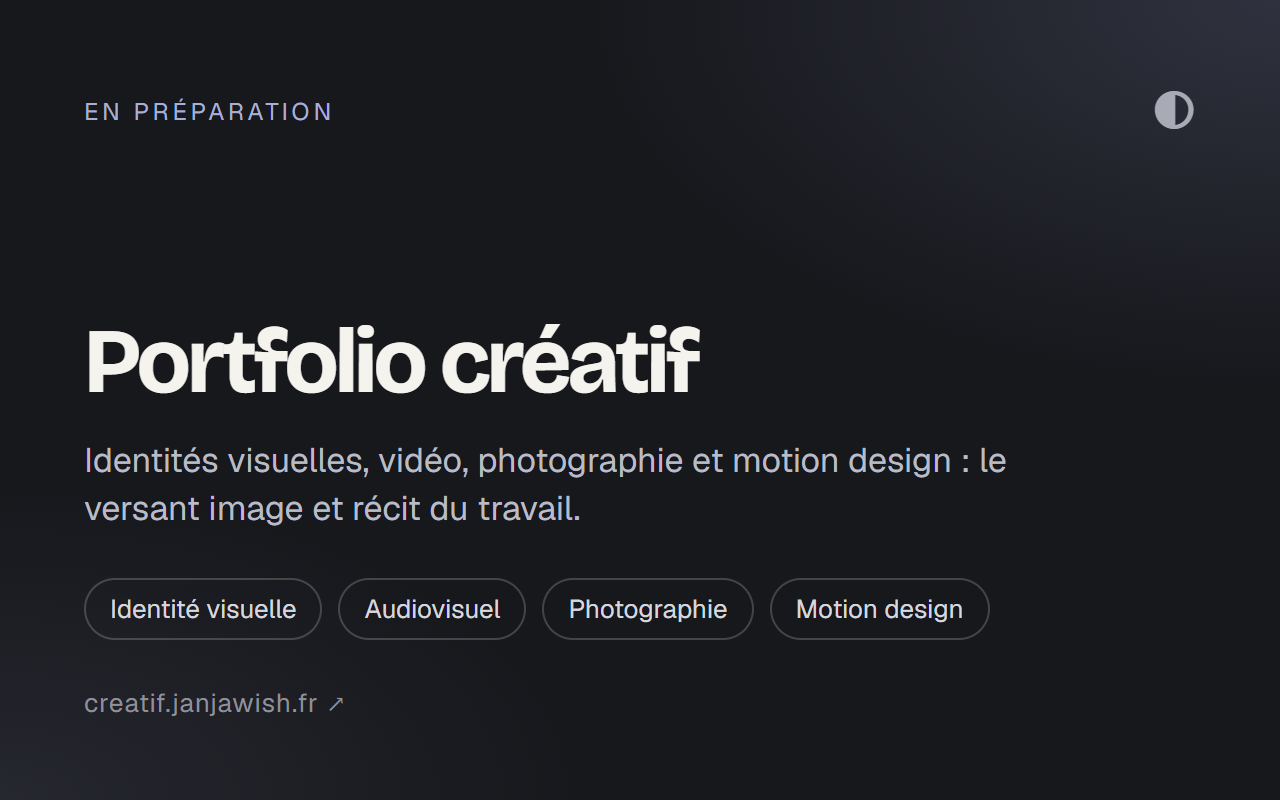 EN PRÉPARATION
Portfolio créatif
Identités visuelles, vidéo, photographie et motion design : le
versant image et récit du travail.
Identité visuelle
Audiovisuel
Photographie
Motion design
creatif.janjawish.fr ↗